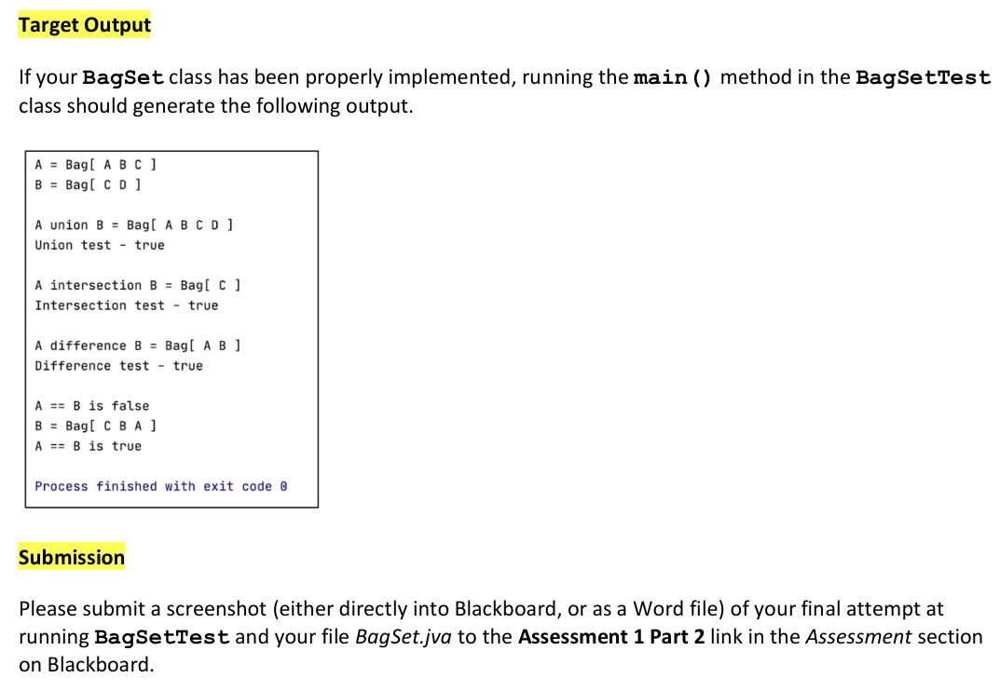 Target Output
If your BagSet class has been properly implemented, running the main() method in the BagSetTest
class should generate the following output.
A = Bag[ A B C ]
B = Bag[ C D ]
A union B = Bag[ A B C D ]
Union test - true
A intersection B = Bag[ C ]
Intersection test - true
A difference B = Bag[ A B ]
Difference test - true
A == B is false
B = Bag[ C B A ]
A == B is true
Process finished with exit code 0
Submission
Please submit a screenshot (either directly into Blackboard, or as a Word file) of your final attempt at
running BagSetTest and your file BagSet.jva to the Assessment 1 Part 2 link in the Assessment section
on Blackboard.